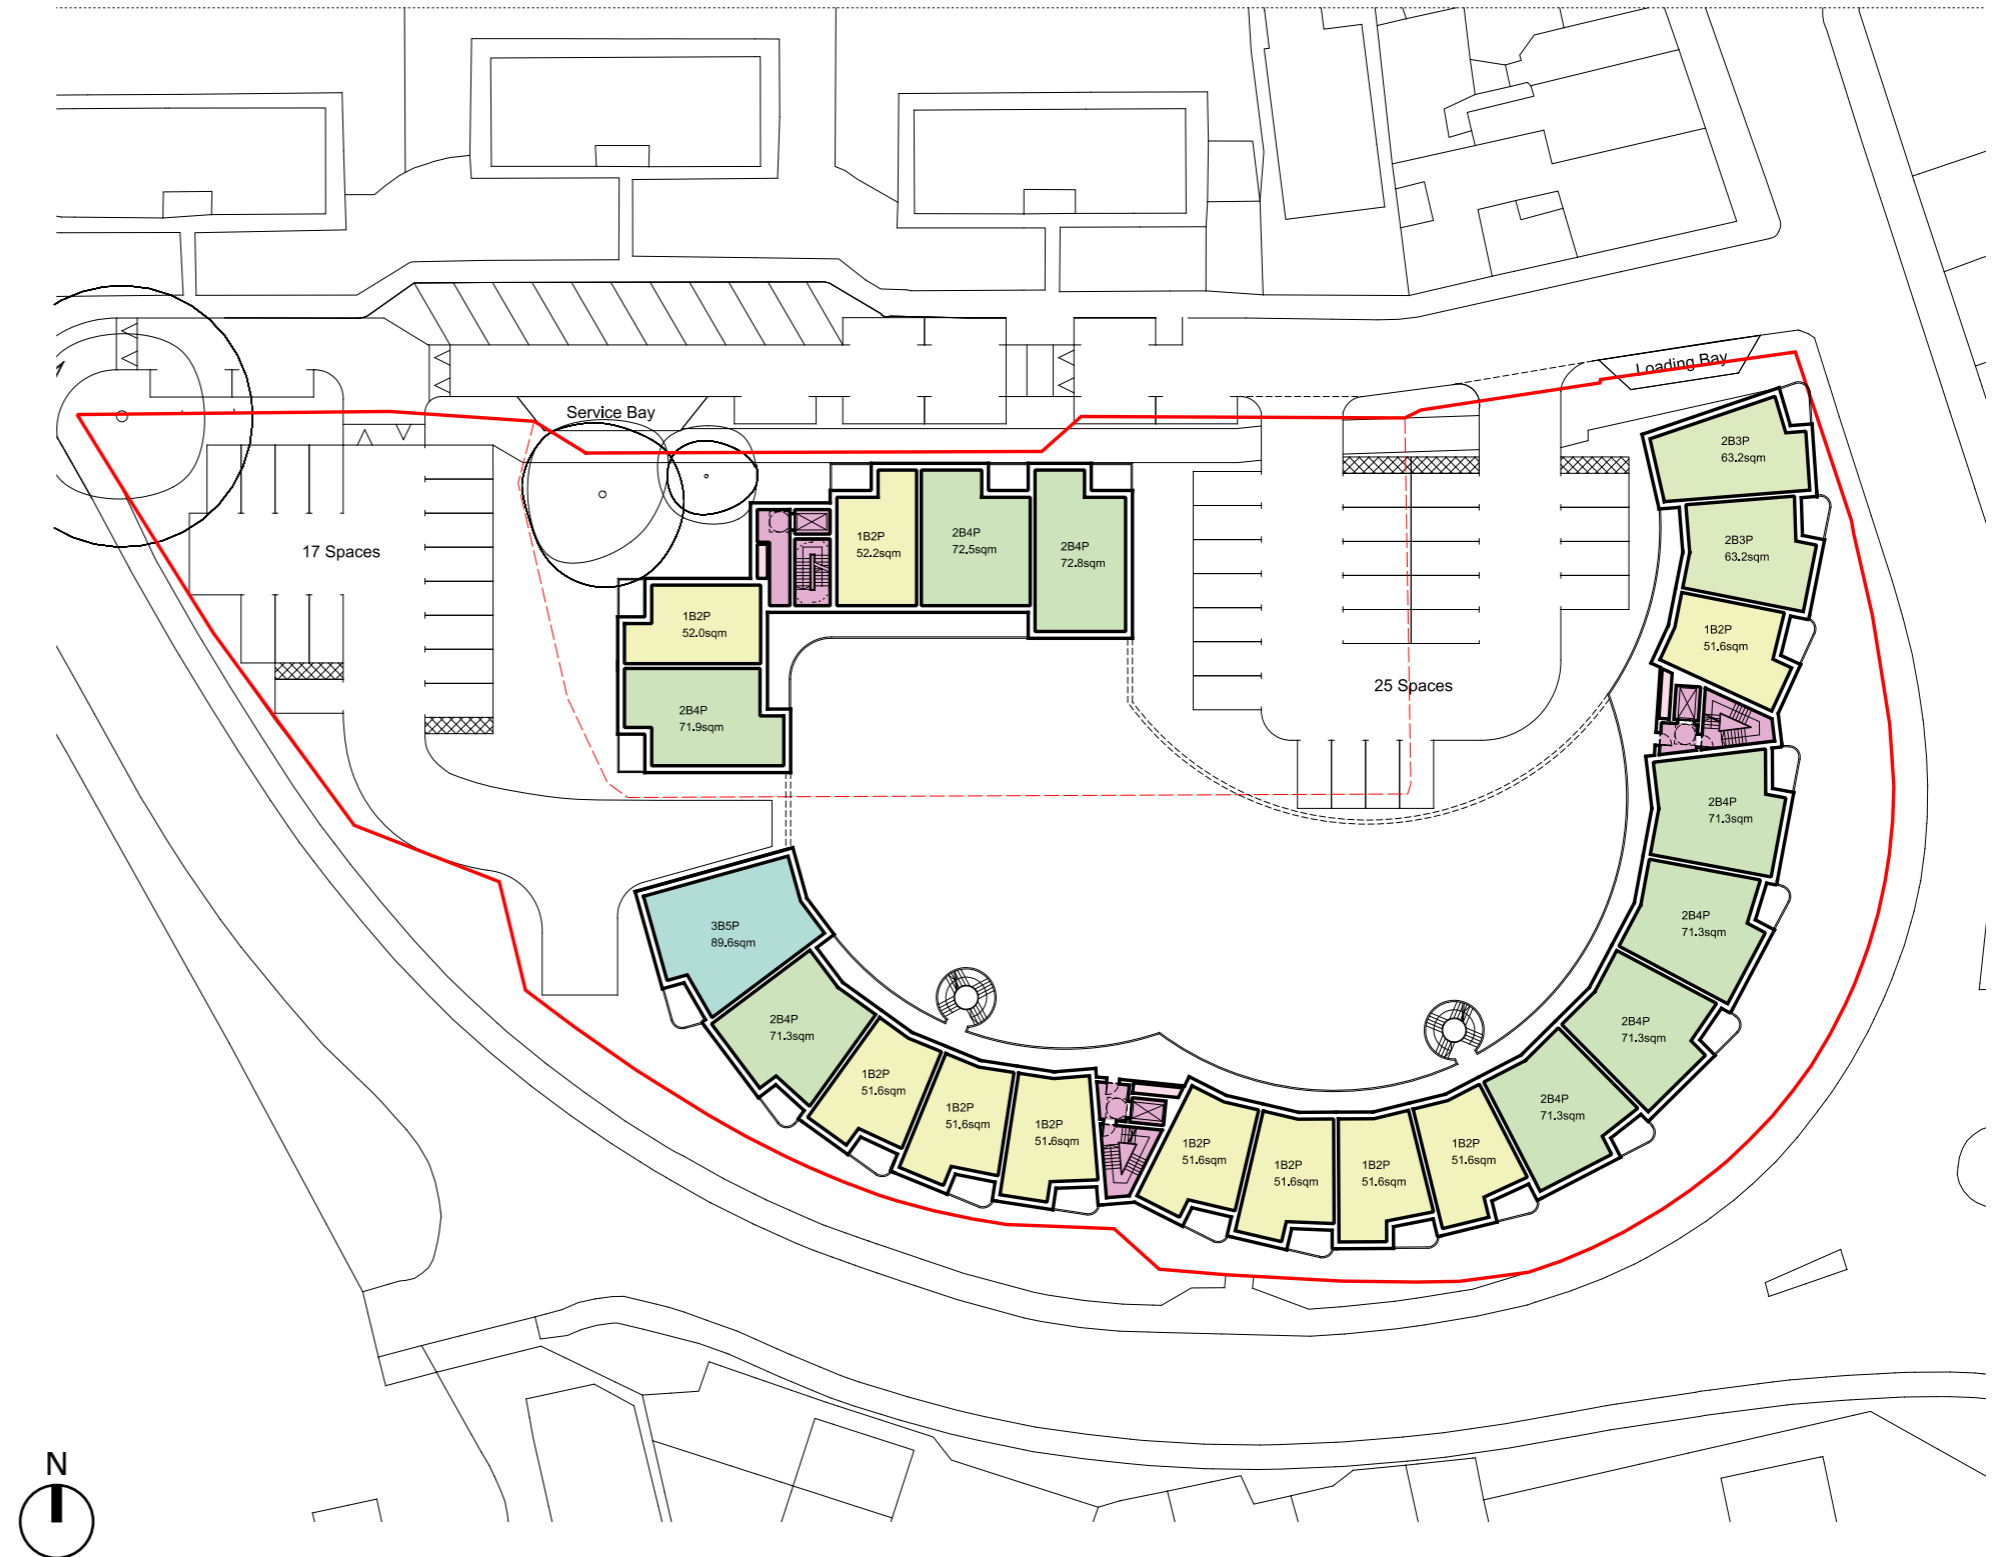 Loading Bay
Service Bay
2B3P
63.2sqm
1B2P
52.2sqm
2B4P
72.5sqm
2B4P
72.8sqm
17 Spaces
2B3P
63.2sqm
1B2P
52.0sqm
1B2P
51.6sqm
25 Spaces
2B4P
71.9sqm
2B4P
71.3sqm
3B5P
89.6sqm
2B4P
71.3sqm
2B4P
71.3sqm
2B4P
71.3sqm
1B2P
51.6sqm
1B2P
51.6sqm
1B2P
51.6sqm
1B2P
51.6sqm
1B2P
51.6sqm
1B2P
51.6sqm
1B2P
51.6sqm
2B4P
71.3sqm
N